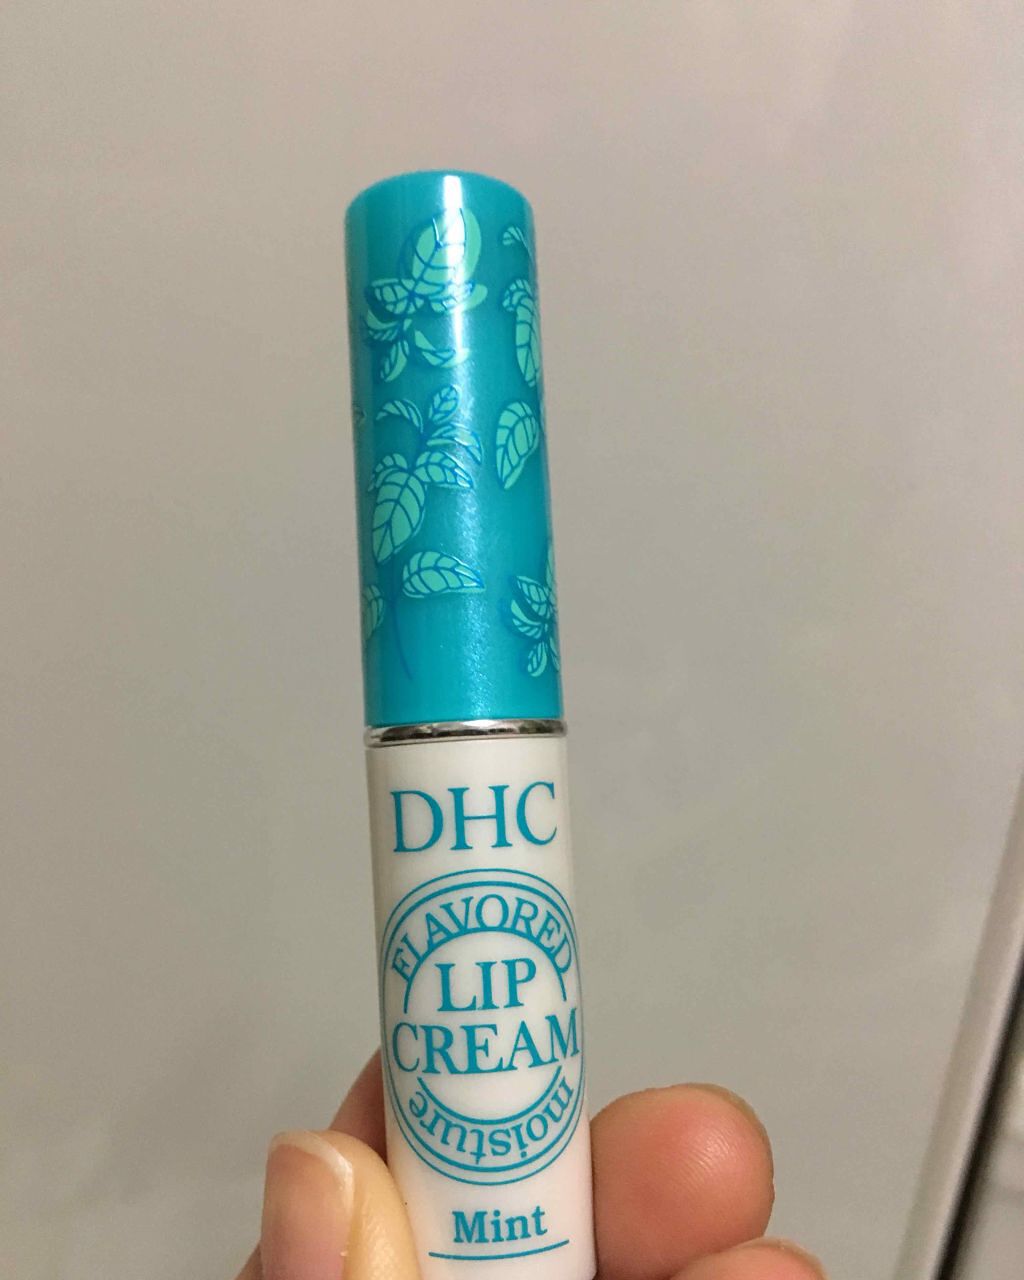 DHC
FLAVORED
LIP
CREAM
moisture
Mint